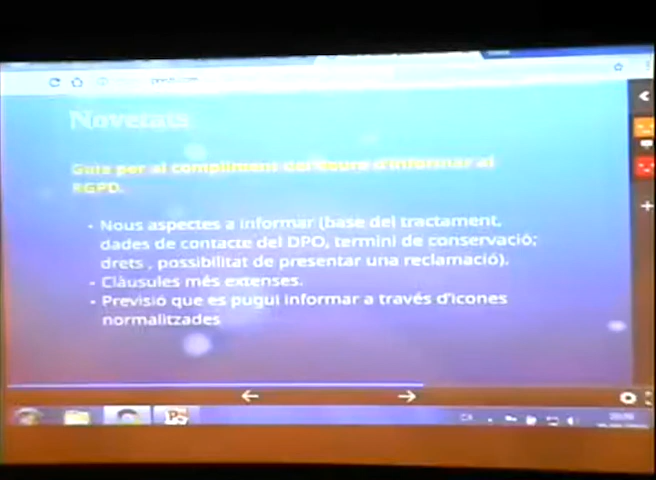 Novetats
Guia per al compliment del deure d'informar al
RGPD.
• Nous aspectes a informar (base del tractament,
dades de contacte del DPO, termini de conservació;
drets , possibilitat de presentar una reclamació).
• Clàusules més extenses.
• Previsió que es pugui informar a través d'icones
normalitzades
CA